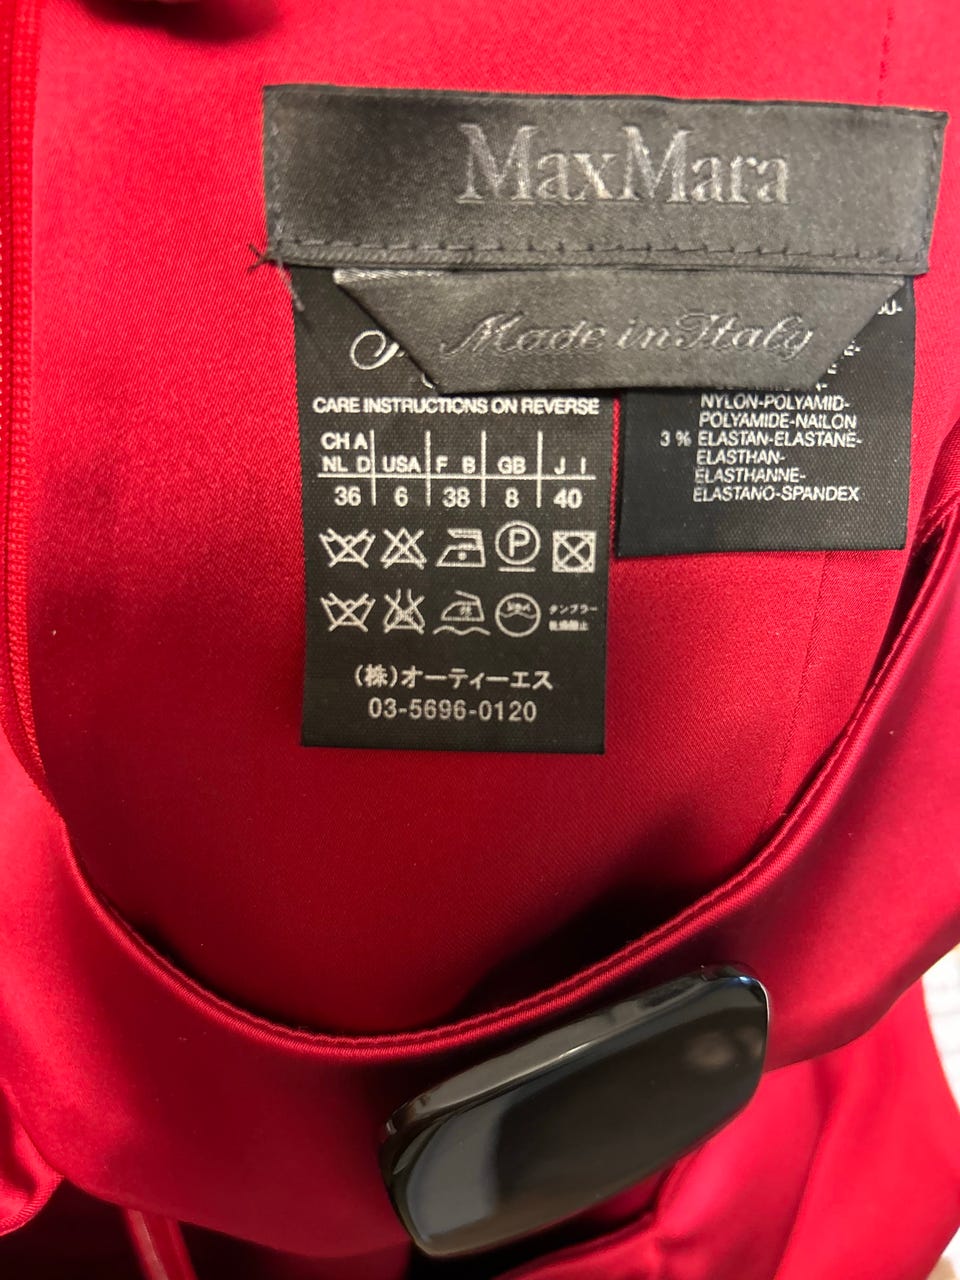 MaxMara
Made in Italy
CARE INSTRUCTIONS ON REVERSE
CH A
NL D USA F B GB J I
36 6 38 8 40
P
(株)オーティーエス
03-5696-0120
NYLON-POLYAMID-
POLYAMIDE-NAILON
3 % ELASTAN-ELASTANE-
ELASTHAN-
ELASTHANNE-
ELASTANO-SPANDEX